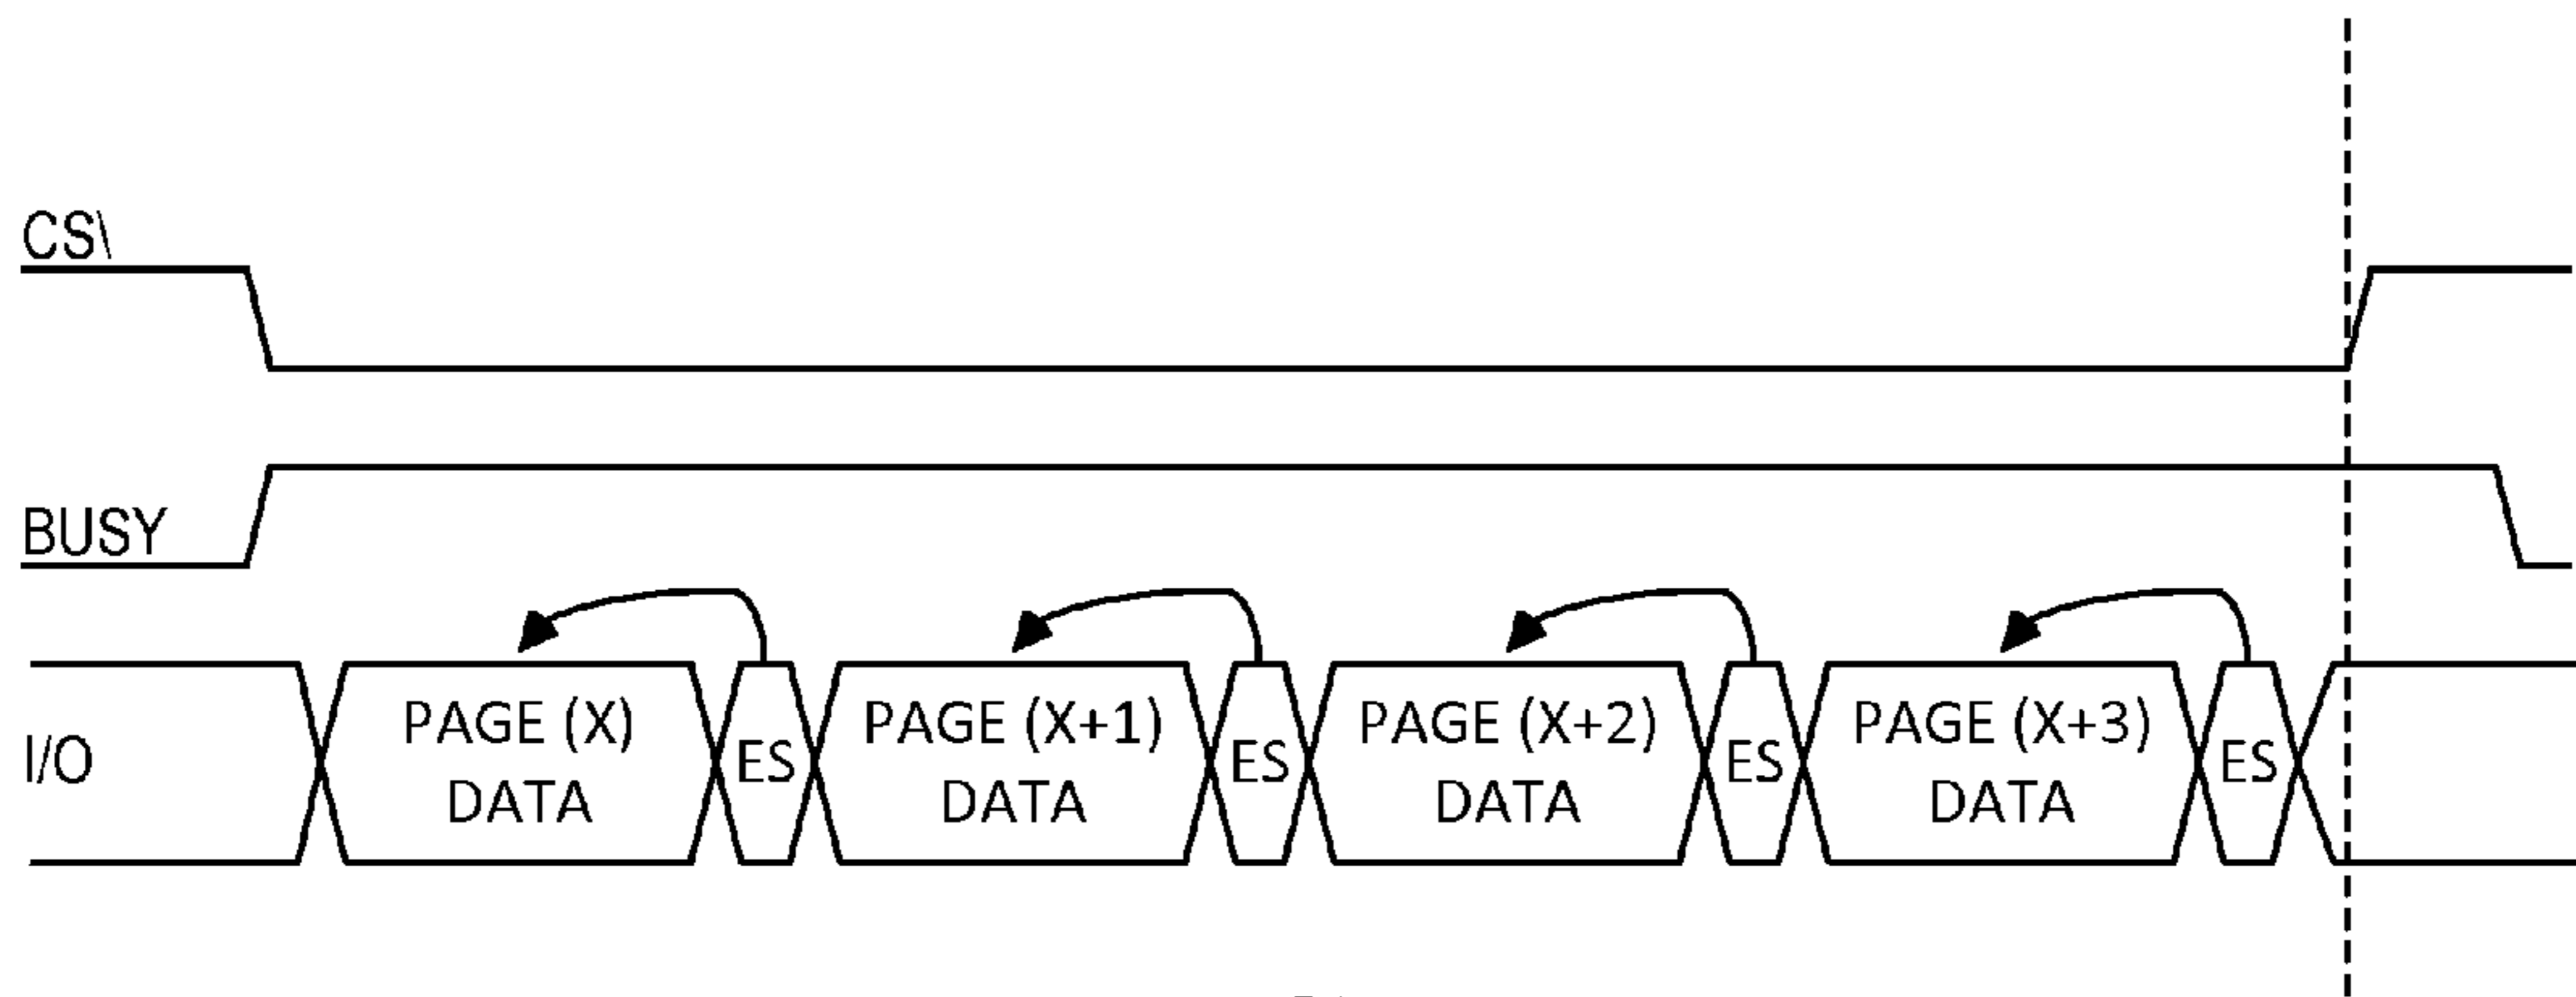 CS\
BUSY
I/O
PAGE (X)
DATA
ES
PAGE (X+1)
DATA
ES
PAGE (X+2)
DATA
ES
PAGE (X+3)
DATA
ES